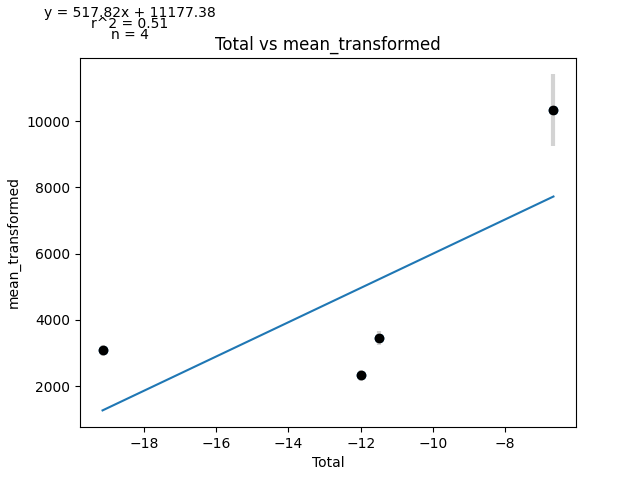 y = 517.82x + 11177.38
r^2 = 0.51
n = 4
Total vs mean_transformed
mean_transformed
10000
8000
6000
4000
2000
−18
−16
−14
−12
−10
−8
Total